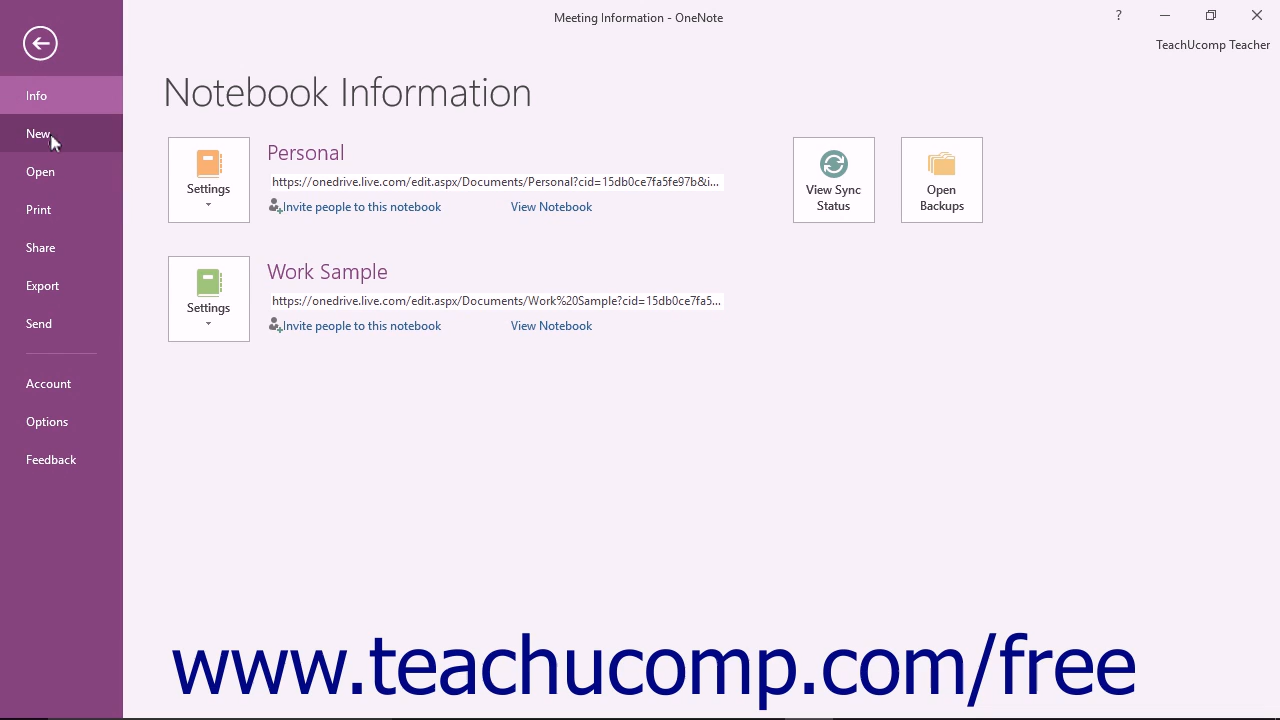 Meeting Information - OneNote
?
TeachUcomp Teacher
Info
New
Open
Print
Share
Export
Send
Account
Options
Feedback
Notebook Information
Settings
Personal
https://onedrive.live.com/edit.aspx/Documents/Personal?cid=15db0ce7fa5fe97b&i...
Invite people to this notebook
View Notebook
View Sync
Status
Open
Backups
Settings
Work Sample
https://onedrive.live.com/edit.aspx/Documents/Work%20Sample?cid=15db0ce7fa5...
Invite people to this notebook
View Notebook
www.teachucomp.com/free